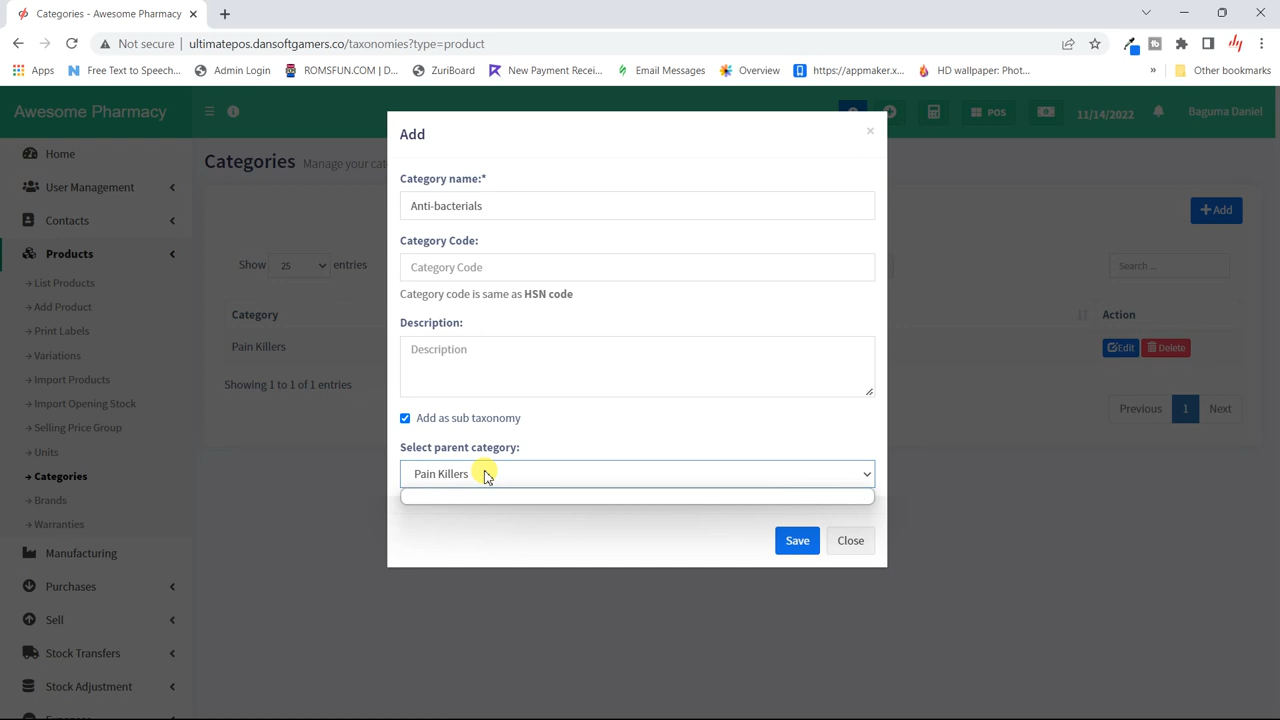 Categories - Awesome Pharmacy
Not secure
ultimatepos.dansoftgamers.co/taxonomies?type=product
Apps
Free Text to Speech...
Admin Login
ROMSFUN.COM | D...
ZuriBoard
New Payment Recei...
Email Messages
Overview
https://appmaker.x...
HD wallpaper: Phot...
»
Other bookmarks
Awesome Pharmacy
POS
11/14/2022
Baguma Daniel
Home
User Management
Contacts
Products
List Products
Add Product
Print Labels
Variations
Import Products
Import Opening Stock
Selling Price Group
Units
Categories
Brands
Warranties
Manufacturing
Purchases
Sell
Stock Transfers
Stock Adjustment
Categories Manage your cat
+ Add
Show 25 entries
Search ...
Category
Action
Pain Killers
Edit
Delete
Showing 1 to 1 of 1 entries
Previous 1 Next
Add
×
Category name:*
Anti-bacterials
Category Code:
Category Code
Category code is same as HSN code
Description:
Description
Add as sub taxonomy
Select parent category:
Pain Killers
Save
Close